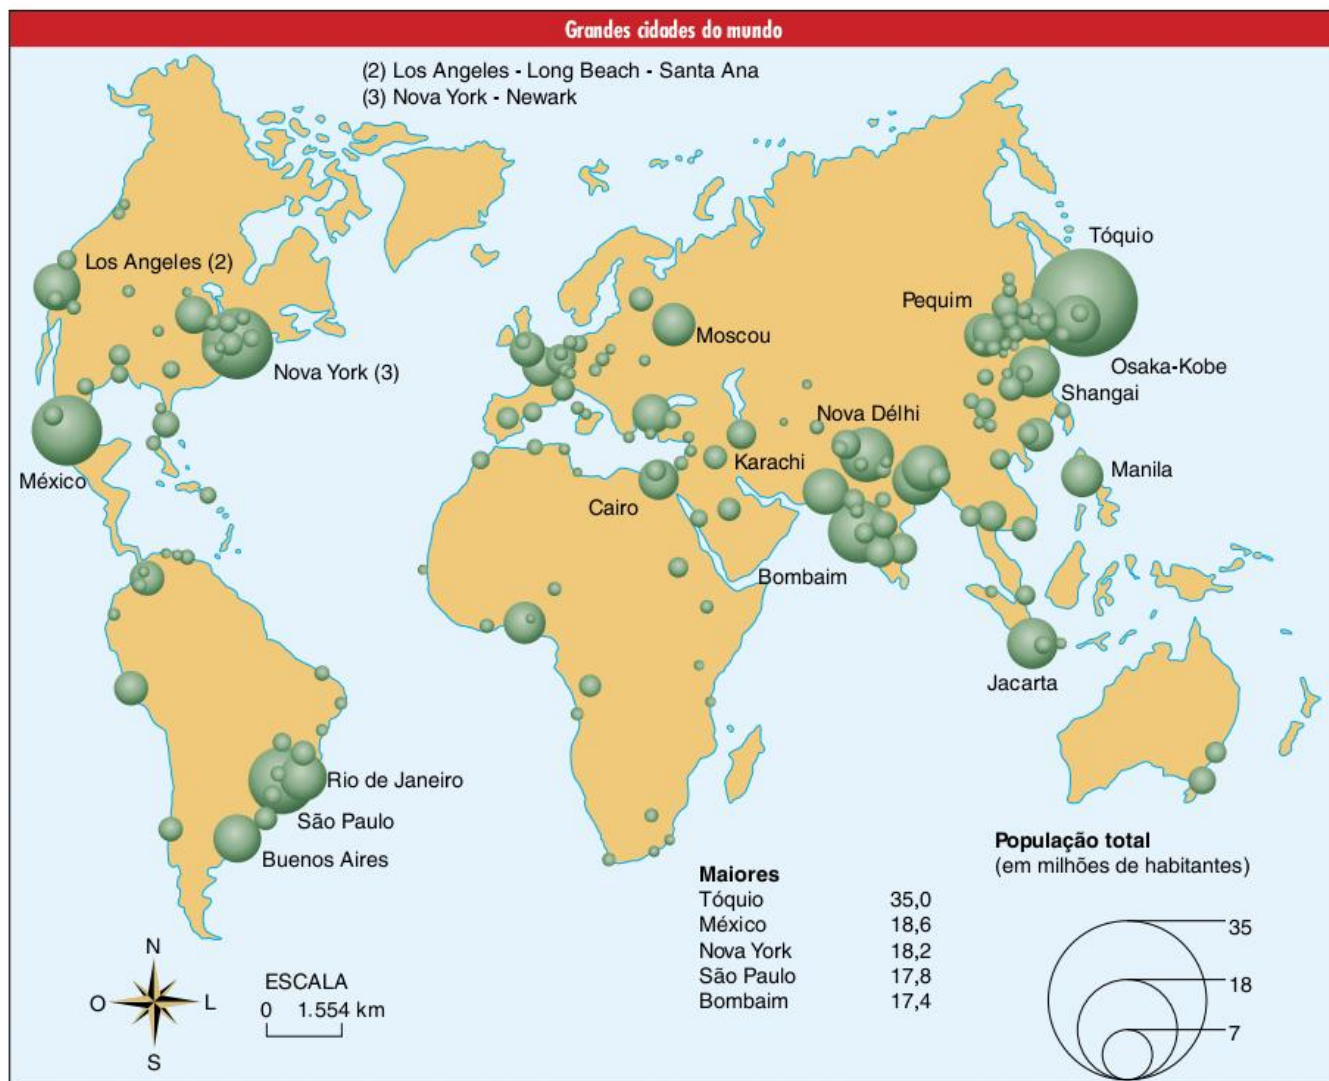 Grandes cidades do mundo
(2) Los Angeles - Long Beach - Santa Ana
(3) Nova York - Newark
Tóquio
Los Angeles (2)
Pequim
Moscou
Osaka-Kobe
Nova York (3)
Shangai
Nova Délhi
Karachi
Manila
México
Cairo
Bombaim
Jacarta
Rio de Janeiro
São Paulo
Buenos Aires
População total
(em milhões de habitantes)
35
18
7
Maiores
Tóquio 35,0
México 18,6
Nova York 18,2
São Paulo 17,8
Bombaim 17,4
N
O L
S
ESCALA
0 1.554 km